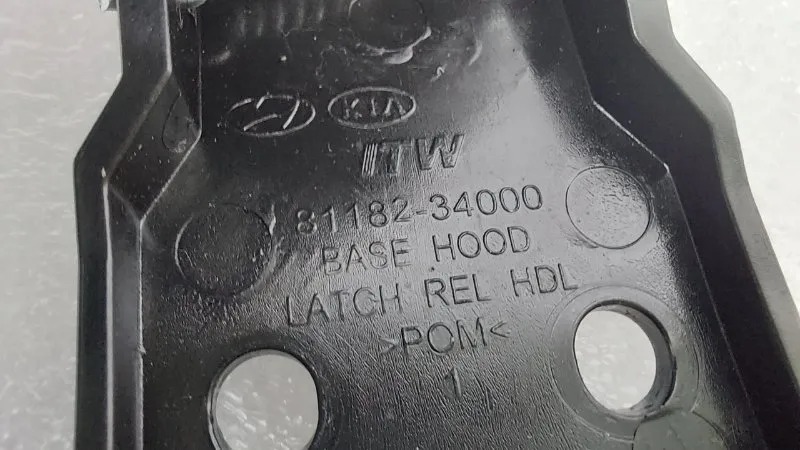 KIA
ITW
81182-34000
BASE HOOD
LATCH REL HDL
>POM<
1